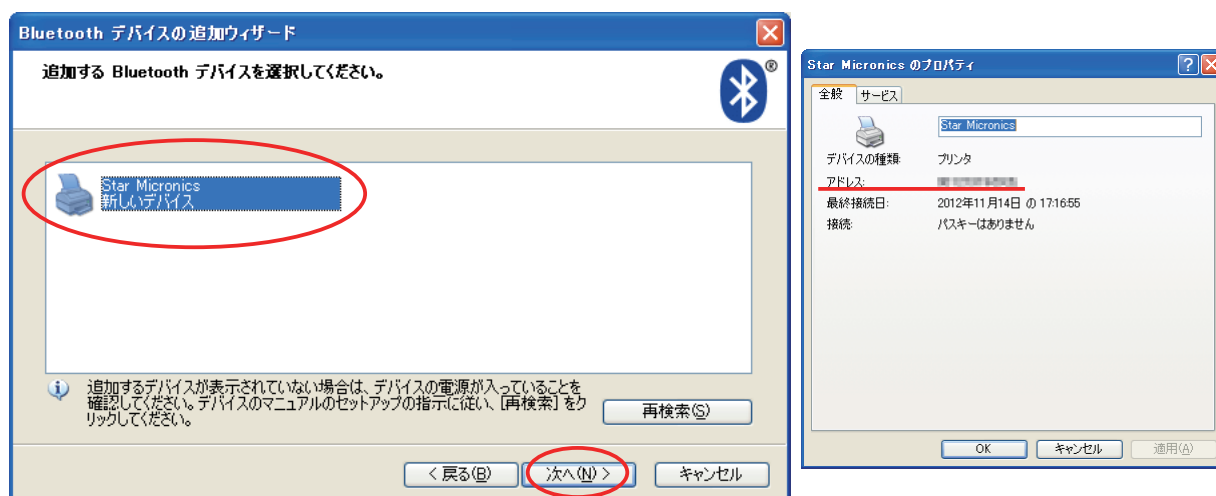 Bluetooth デバイスの追加ウィザード
追加する Bluetooth デバイスを選択してください。
®
Star Micronics
新しいデバイス
追加するデバイスが表示されていない場合は、デバイスの電源が入っていることを
確認してください。デバイスのマニュアルのセットアップの指示に従い、[再検索] をク
リックしてください。
再検索(S)
< 戻る(B)
次へ(N) >
キャンセル
Star Micronics のプロパティ
全般
サービス
Star Micronics
デバイスの種類:
プリンタ
アドレス:
最終接続日:
2012年11月14日 の 17:16:55
接続:
パスキーはありません
OK
キャンセル
適用(A)